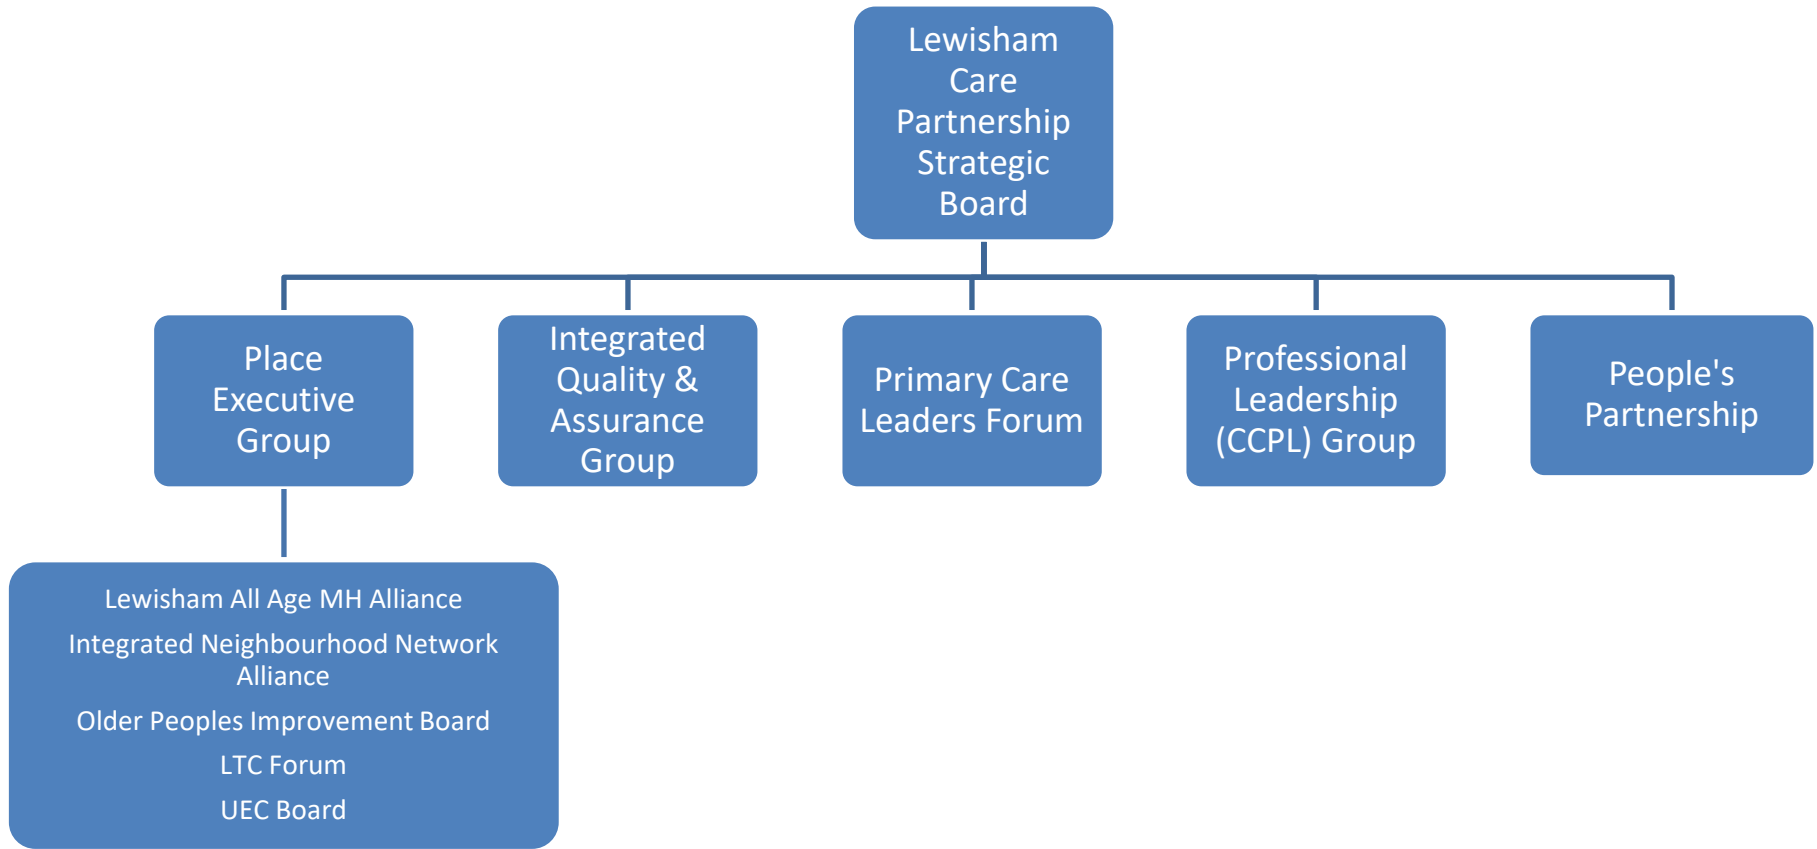 Lewisham
Care
Partnership
Strategic
Board
Place
Executive
Group
Integrated
Quality &
Assurance
Group
Primary Care
Leaders Forum
Professional
Leadership
(CCPL) Group
People's
Partnership
Lewisham All Age MH Alliance
Integrated Neighbourhood Network
Alliance
Older Peoples Improvement Board
LTC Forum
UEC Board